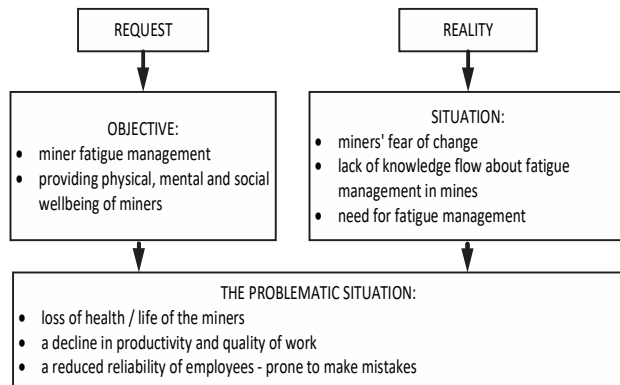 REQUEST
REALITY
OBJECTIVE:
• miner fatigue management
• providing physical, mental and social
wellbeing of miners
SITUATION:
• miners' fear of change
• lack of knowledge flow about fatigue
management in mines
• need for fatigue management
THE PROBLEMATIC SITUATION:
• loss of health / life of the miners
• a decline in productivity and quality of work
• a reduced reliability of employees - prone to make mistakes